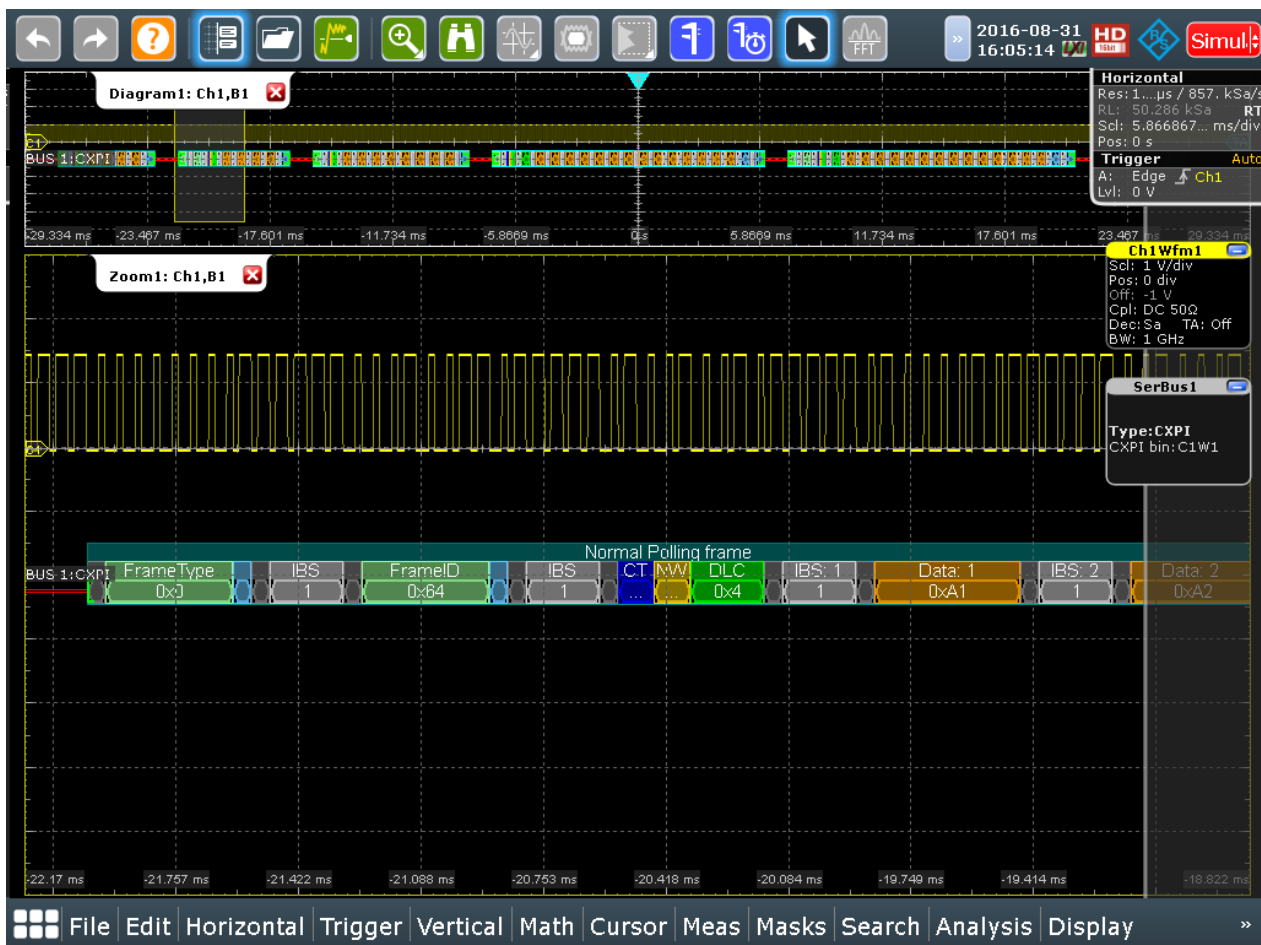 2016-08-31
16:05:14
HD
16bit
Simul
FFT
Diagram1: Ch1,B1
Horizontal
Res: 1....µs / 857. kSa/s
RL: 50.286 kSa RT
Scl: 5.866867... ms/div
Pos: 0 s
Trigger Auto
A: Edge Ch1
Lvl: 0 V
C1
BUS 1:CXPI
-29.334 ms -23.467 ms -17.601 ms -11.734 ms -5.8669 ms 0 s 5.8669 ms 11.734 ms 17.601 ms 23.467 ms 29.334 ms
Zoom1: Ch1,B1
Ch1Wfm1
Scl: 1 V/div
Pos: 0 div
Off: -1 V
Cpl: DC 50Ω
Dec: Sa TA: Off
BW: 1 GHz
SerBus1
Type:CXPI
CXPI bin: C1W1
Normal Polling frame
BUS 1:CXPI FrameType IBS FrameID IBS CT NW DLC IBS: 1 Data: 1 IBS: 2 Data: 2
0x0 1 0x64 1 ... ... 0x4 1 0xA1 1 0xA2
-22.17 ms -21.757 ms -21.422 ms -21.088 ms -20.753 ms -20.418 ms -20.084 ms -19.749 ms -19.414 ms -18.822 ms
File Edit Horizontal Trigger Vertical Math Cursor Meas Masks Search Analysis Display »